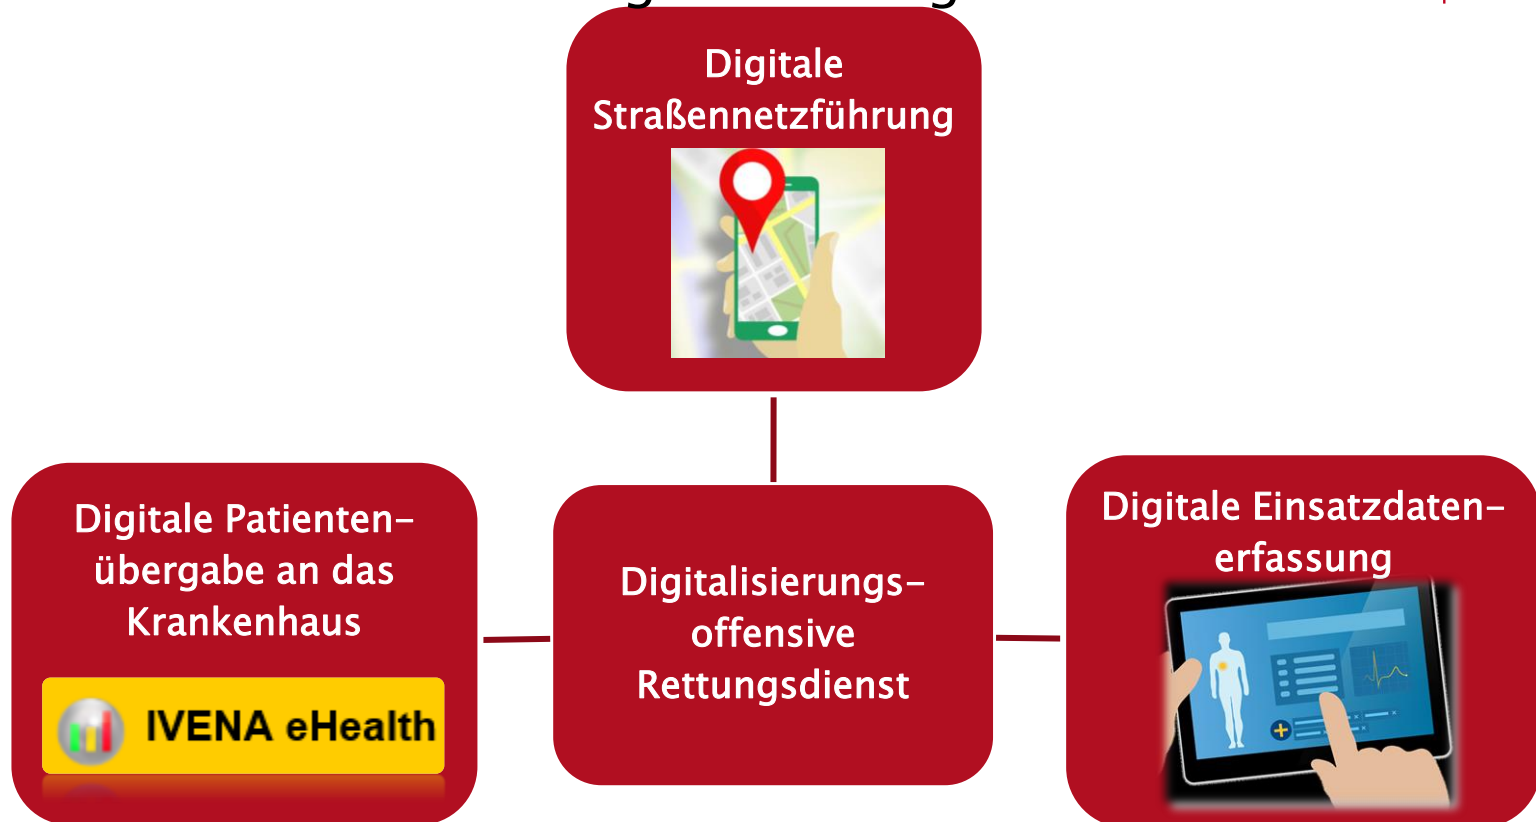 Digitale
Straßennetzführung
Digitale Patienten-
übergabe an das
Krankenhaus
IVENA eHealth
Digitalisierungs-
offensive
Rettungsdienst
Digitale Einsatzdaten-
erfassung